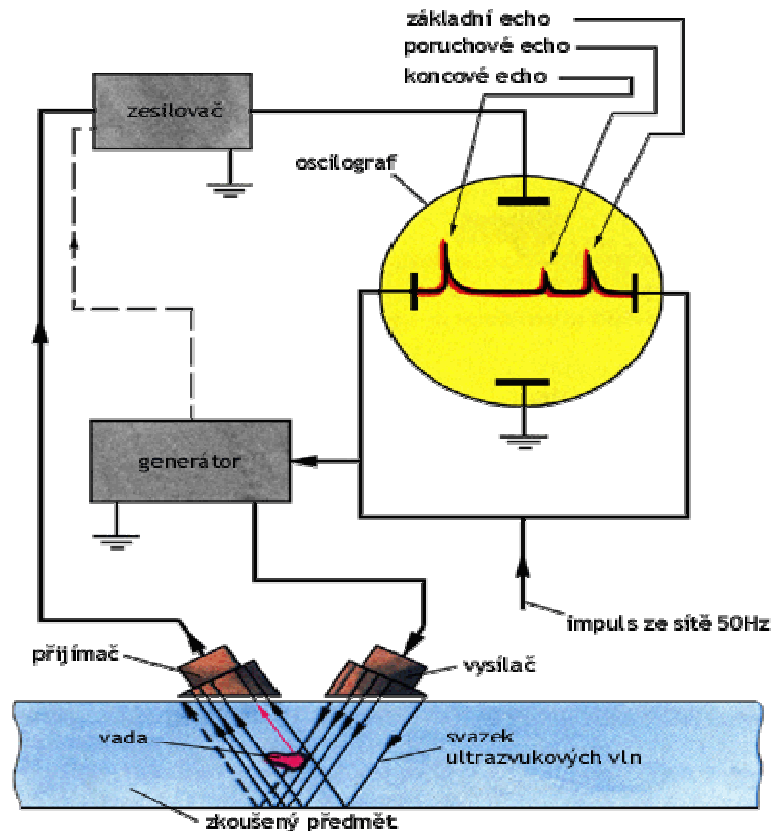 základní echo
poruchové echo
koncové echo
zesilovač
oscilograf
generátor
impuls ze sítě 50Hz
přijímač
vysílač
vada
svazek
ultrazvukových vln
zkoušený předmět